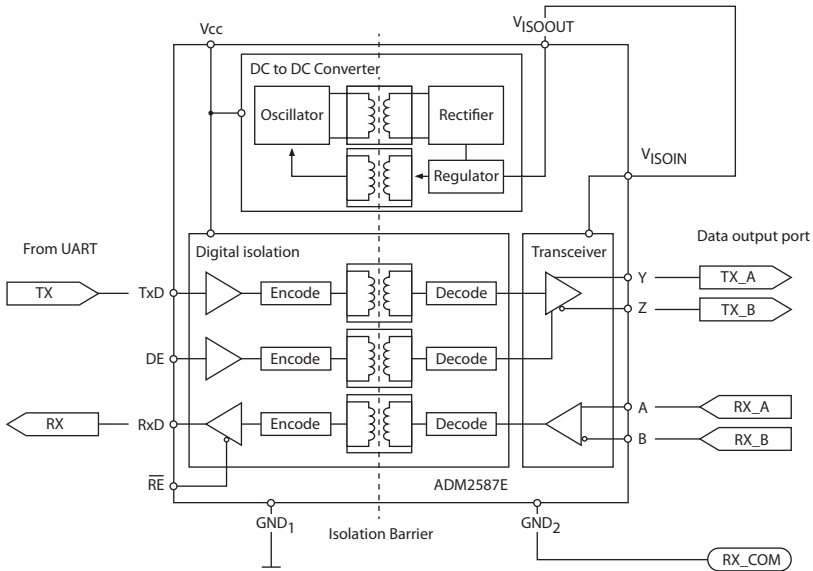 Vcc
VISOOUT
DC to DC Converter
Oscillator
Rectifier
Regulator
VISOIN
From UART
Digital isolation
Transceiver
Data output port
TX
TxD
Encode
Decode
Y
TX_A
Z
TX_B
DE
Encode
Decode
RX
RxD
Encode
Decode
A
RX_A
B
RX_B
RE
ADM2587E
GND1
Isolation Barrier
GND2
RX_COM